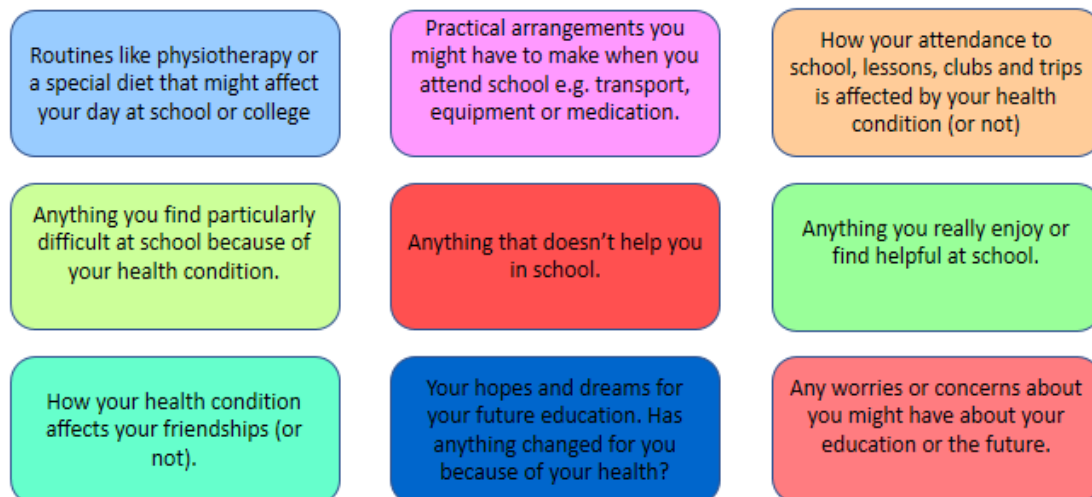 Routines like physiotherapy or
a special diet that might affect
your day at school or college
Practical arrangements you
might have to make when you
attend school e.g. transport,
equipment or medication.
How your attendance to
school, lessons, clubs and trips
is affected by your health
condition (or not)
Anything you find particularly
difficult at school because of
your health condition.
Anything that doesn’t help you
in school.
Anything you really enjoy or
find helpful at school.
How your health condition
affects your friendships (or
not).
Your hopes and dreams for
your future education. Has
anything changed for you
because of your health?
Any worries or concerns about
you might have about your
education or the future.